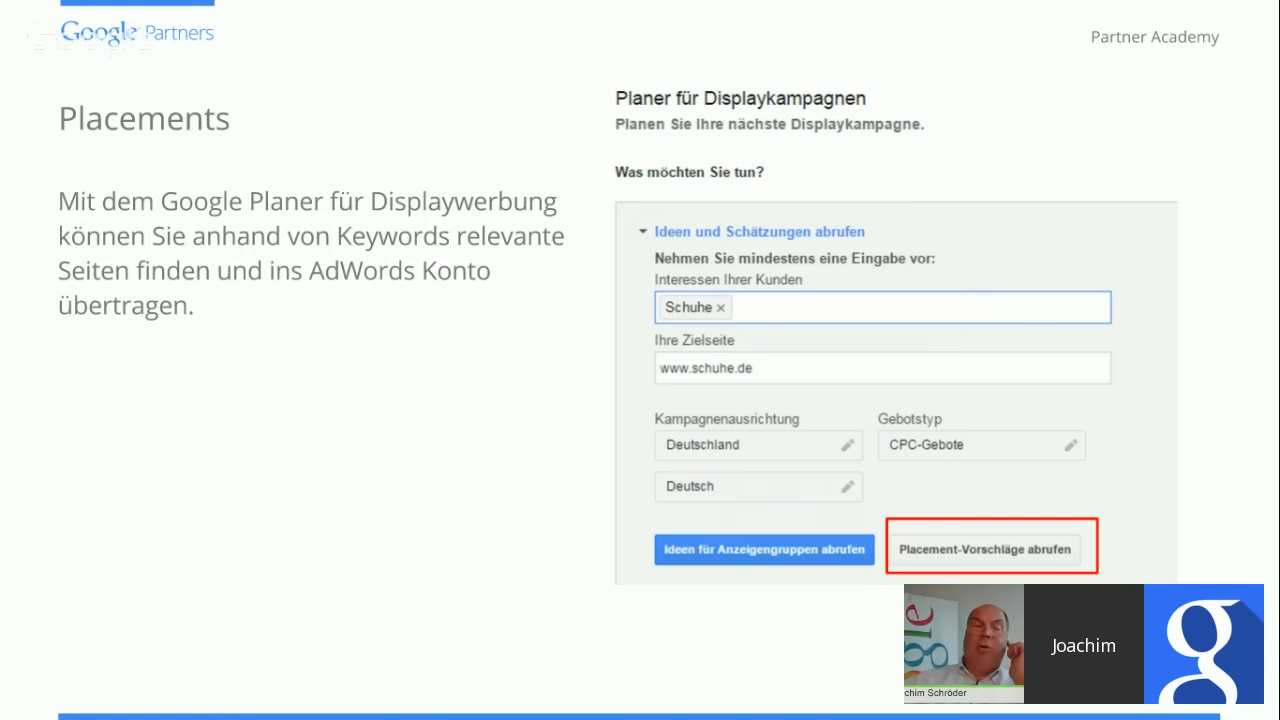 Google Partners
Partner Academy
Placements
Mit dem Google Planer für Displaywerbung
können Sie anhand von Keywords relevante
Seiten finden und ins AdWords Konto
übertragen.
Planer für Displaykampagnen
Planen Sie Ihre nächste Displaykampagne.
Was möchten Sie tun?
Ideen und Schätzungen abrufen
Nehmen Sie mindestens eine Eingabe vor:
Interessen Ihrer Kunden
Schuhe ×
Ihre Zielseite
www.schuhe.de
Kampagnenausrichtung
Gebotstyp
Deutschland
CPC-Gebote
Deutsch
Ideen für Anzeigengruppen abrufen
Placement-Vorschläge abrufen
chim Schröder
Joachim
g